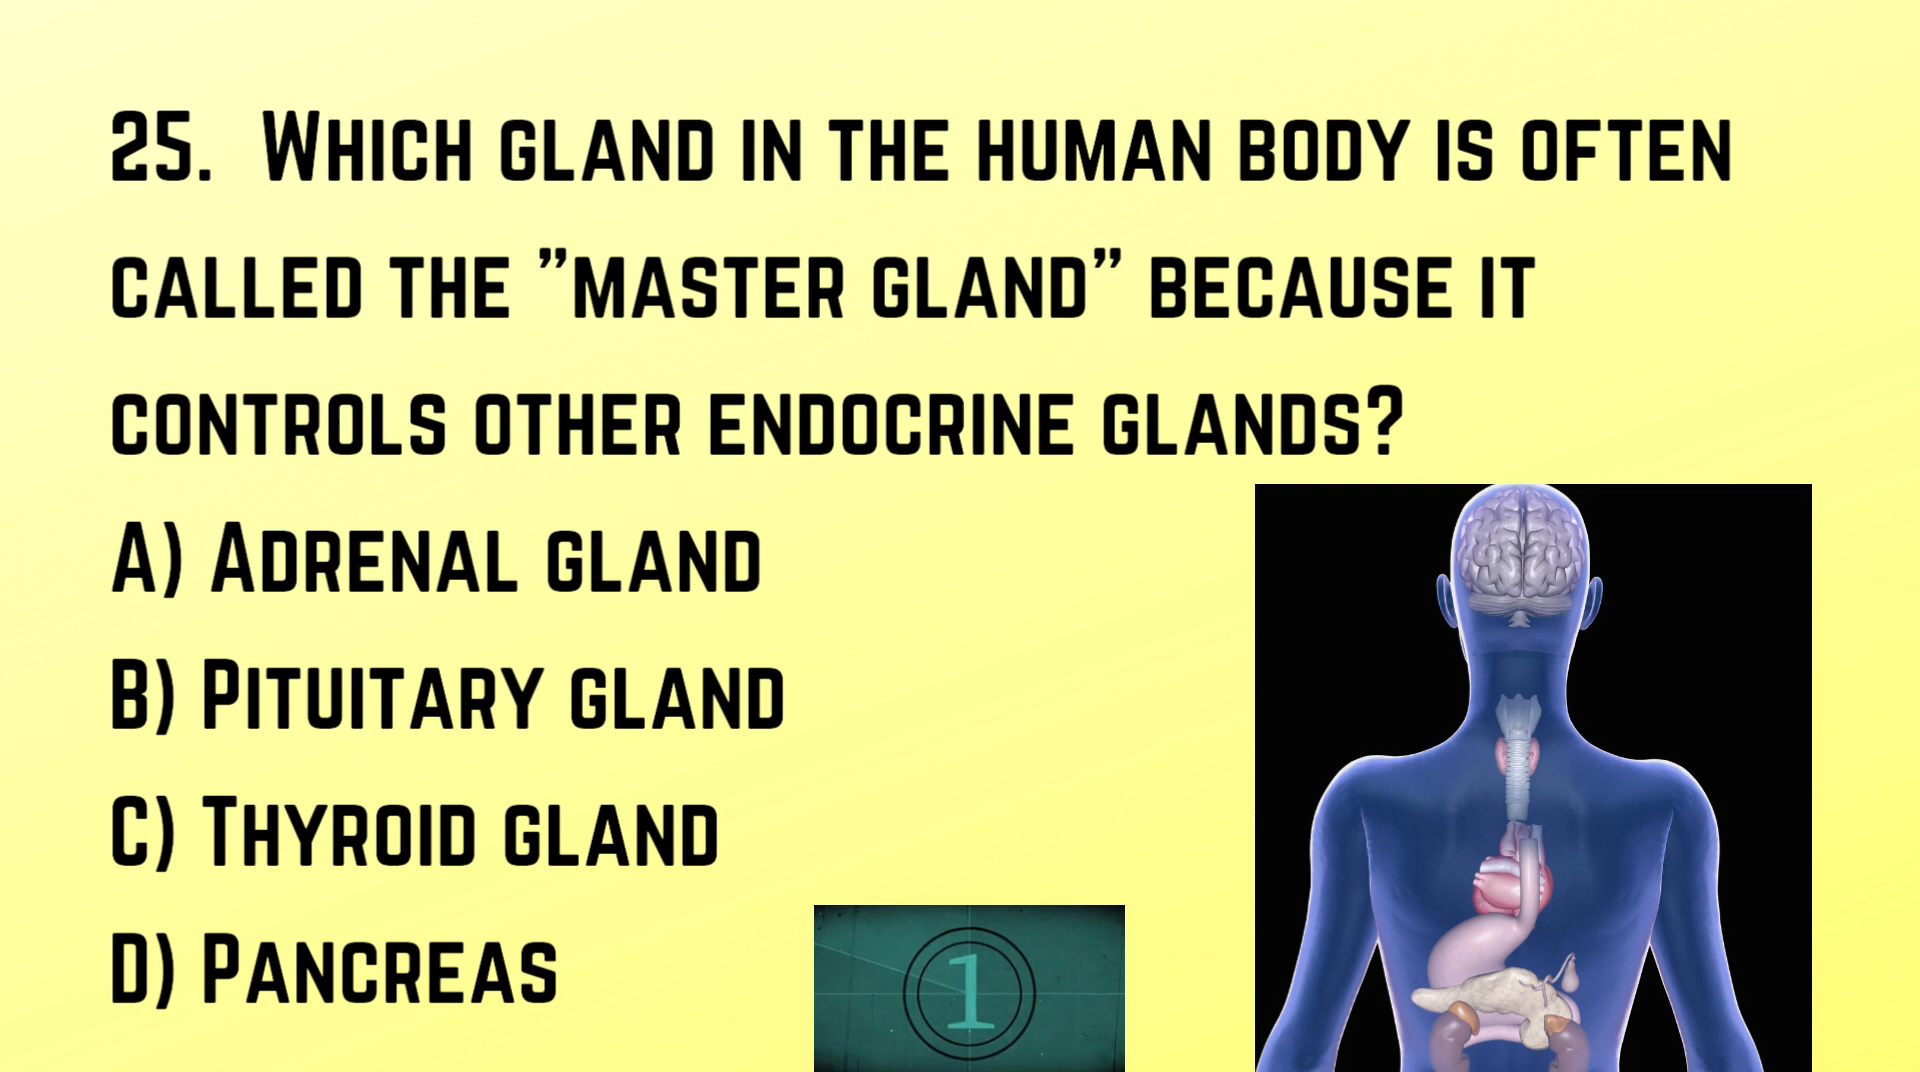 25. Which gland in the human body is often
called the ”master gland” because it
controls other endocrine glands?
A) Adrenal gland
B) Pituitary gland
C) Thyroid gland
D) Pancreas
1